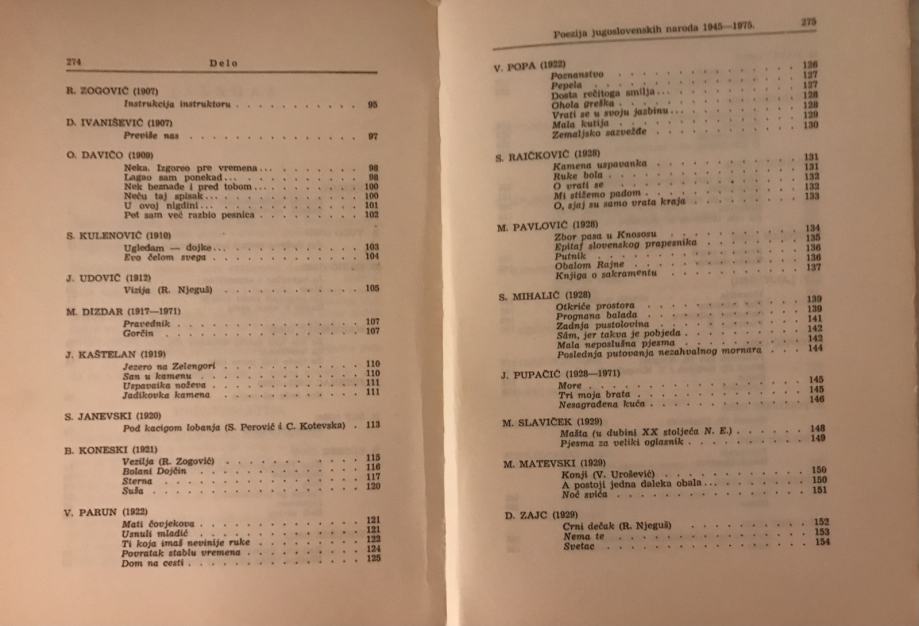 274 Delo
R. ZOGOVIĆ (1907)
Instrukcija instruktoru . . . . . . . . . . . 95
D. IVANIŠEVIĆ (1907)
Previše nas . . . . . . . . . . . . . . 97
O. DAVIČO (1909)
Neka. Izgoreo pre vremena... . . . . . . . . . 98
Lagao sam ponekad... . . . . . . . . . . . 98
Nek beznađe i pred tobom... . . . . . . . . . 100
Neću taj spisak... . . . . . . . . . . . . 100
U ovoj nigdini... . . . . . . . . . . . . 101
Pet sam već razbio pesnica . . . . . . . . . . 102
S. KULENOVIĆ (1910)
Ugledam — dojke... . . . . . . . . . . . 103
Evo čelom svega . . . . . . . . . . . . . 104
J. UDOVIČ (1912)
Vizija (R. Njeguš) . . . . . . . . . . . . 105
M. DIZDAR (1917—1971)
Pravednik . . . . . . . . . . . . . . . 107
Gorčin . . . . . . . . . . . . . . . . 107
J. KAŠTELAN (1919)
Jezero na Zelengori . . . . . . . . . . . . 110
San u kamenu . . . . . . . . . . . . . . 110
Uspavaika noževa . . . . . . . . . . . . . 111
Jadikovka kamena . . . . . . . . . . . . . 111
S. JANEVSKI (1920)
Pod kacigom lobanja (S. Perović i C. Kotevska) . 113
B. KONESKI (1921)
Vezilja (R. Zogović) . . . . . . . . . . . . 115
Bolani Dojčin . . . . . . . . . . . . . . 116
Sterna . . . . . . . . . . . . . . . . 117
Suša . . . . . . . . . . . . . . . . . 120
V. PARUN (1922)
Mati čovjekova . . . . . . . . . . . . . . 121
Usnuli mladić . . . . . . . . . . . . . . 121
Ti koja imaš nevinije ruke . . . . . . . . . . 122
Povratak stablu vremena . . . . . . . . . . . 124
Dom na cesti . . . . . . . . . . . . . . 125
Poezija jugoslovenskih naroda 1945—1975. 275
V. POPA (1922)
Poznanstvo . . . . . . . . . . . . . . 126
Pepela . . . . . . . . . . . . . . . . 127
Dosta rečitoga smilja... . . . . . . . . . . 127
Ohola greška . . . . . . . . . . . . . . 128
Vrati se u svoju jazbinu... . . . . . . . . . 128
Mala kutija . . . . . . . . . . . . . . 129
Zemaljsko sazvežđe . . . . . . . . . . . . 130
S. RAIČKOVIĆ (1928)
Kamena uspavanka . . . . . . . . . . . . 131
Ruke bola . . . . . . . . . . . . . . . 131
O vrati se . . . . . . . . . . . . . . . 132
Mi stižemo padom . . . . . . . . . . . . . 132
O, sjaj su samo vrata kraja . . . . . . . . . 133
M. PAVLOVIĆ (1928)
Zbor pasa u Knososu . . . . . . . . . . . . 134
Epitaf slovenskog prapesnika . . . . . . . . . 135
Putnik . . . . . . . . . . . . . . . . 136
Obalom Rajne . . . . . . . . . . . . . . 136
Knjiga o sakramentu . . . . . . . . . . . . 137
S. MIHALIĆ (1928)
Otkriće prostora . . . . . . . . . . . . . 139
Prognana balada . . . . . . . . . . . . . 139
Zadnja pustolovina . . . . . . . . . . . . 141
Sâm, jer takva je pobjeda . . . . . . . . . . 142
Mala neposlušna pjesma . . . . . . . . . . . 142
Poslednja putovanja nezahvalnog mornara . . . . 144
J. PUPAČIĆ (1928—1971)
More . . . . . . . . . . . . . . . . . 145
Tri moja brata . . . . . . . . . . . . . . 145
Nesagrađena kuća . . . . . . . . . . . . . 146
M. SLAVIČEK (1929)
Mašta (u dubini XX stoljeća N. E.) . . . . . . 148
Pjesma za veliki oglasnik . . . . . . . . . . 149
M. MATEVSKI (1929)
Konji (V. Urošević) . . . . . . . . . . . . 150
A postoji jedna daleka obala... . . . . . . . . 150
Noć svića . . . . . . . . . . . . . . . 151
D. ZAJC (1929)
Crni dečak (R. Njeguš) . . . . . . . . . . . 152
Nema te . . . . . . . . . . . . . . . . 153
Svetac . . . . . . . . . . . . . . . . 154